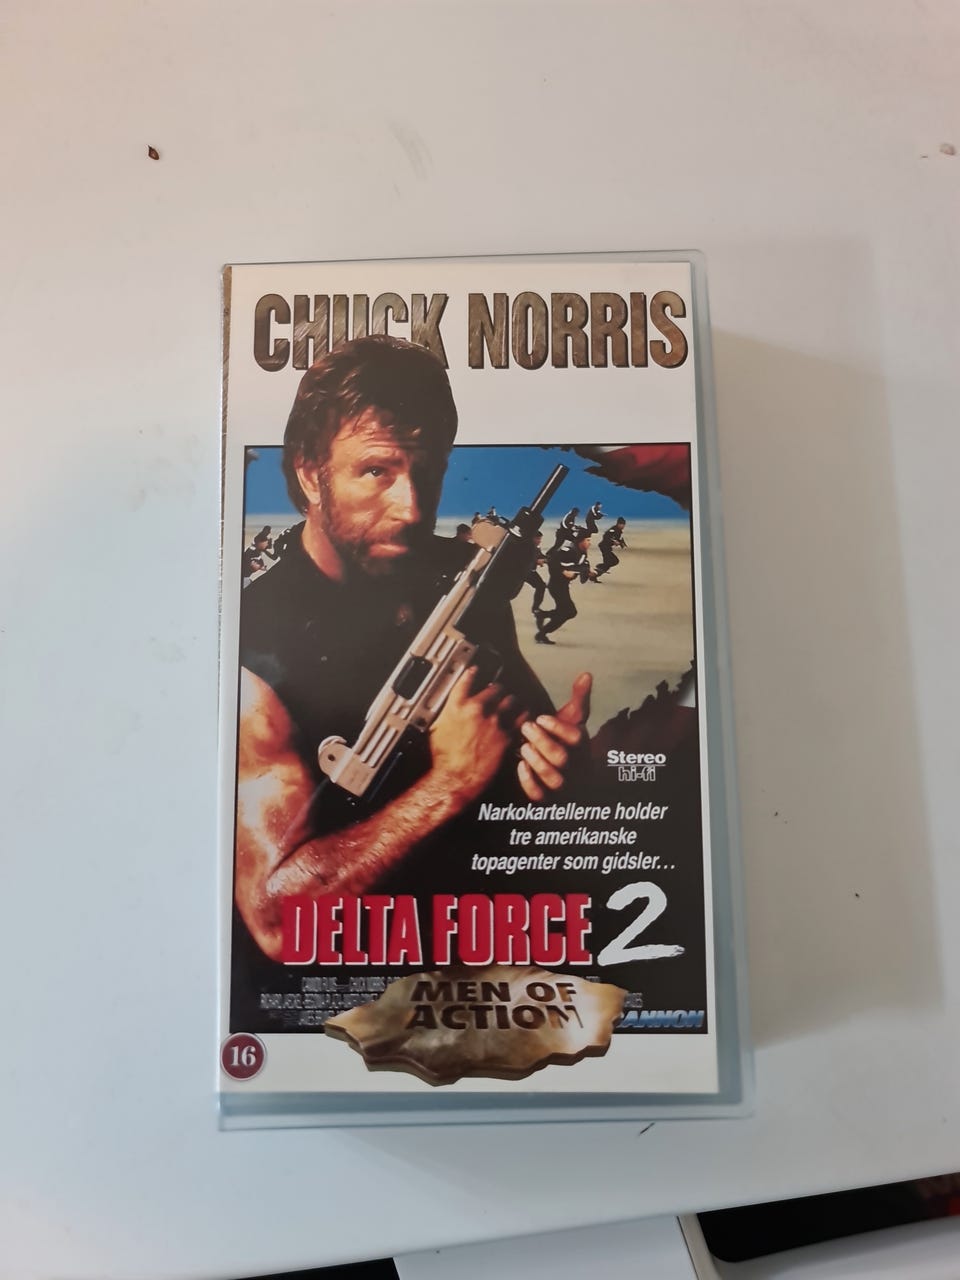 CHUCK NORRIS
Stereo
hi-fi
Narkokartellerne holder
tre amerikanske
topagenter som gidsler...
DELTA FORCE 2
MEN OF
ACTION
CANNON
16